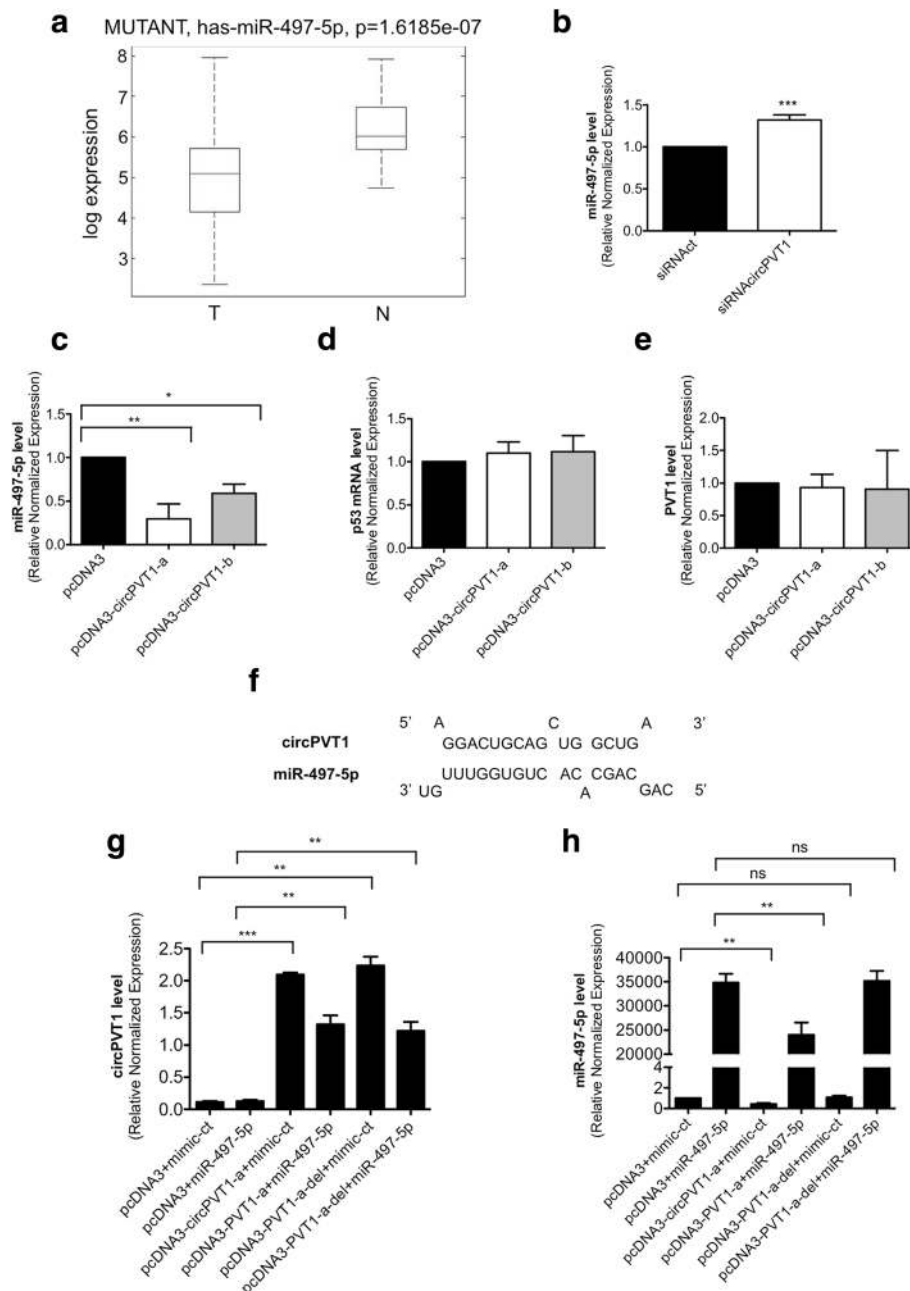 a
MUTANT, has-miR-497-5p, p=1.6185e-07
log expression
8
7
6
5
4
3
T
N
b
miR-497-5p level
(Relative Normalized Expression)
1.5
1.0
0.5
0.0
***
siRNAct
siRNAcircPVT1
c
miR-497-5p level
(Relative Normalized Expression)
1.5
1.0
0.5
0.0
*
**
pcDNA3
pcDNA3-circPVT1-a
pcDNA3-circPVT1-b
d
p53 mRNA level
(Relative Normalized Expression)
1.5
1.0
0.5
0.0
pcDNA3
pcDNA3-circPVT1-a
pcDNA3-circPVT1-b
e
PVT1 level
(Relative Normalized Expression)
2.0
1.5
1.0
0.5
0.0
pcDNA3
pcDNA3-circPVT1-a
pcDNA3-circPVT1-b
f
5’ A C A 3’
circPVT1 GGACUGCAG UG GCUG
miR-497-5p UUUGGUGUC AC CGAC
3’ UG A GAC 5’
g
circPVT1 level
(Relative Normalized Expression)
2.5
2.0
1.5
1.0
0.5
0.0
**
**
**
***
pcDNA3+mimic-ct
pcDNA3+miR-497-5p
pcDNA3-circPVT1-a+mimic-ct
pcDNA3-PVT1-a+miR-497-5p
pcDNA3-PVT1-a-del+mimic-ct
pcDNA3-PVT1-a-del+miR-497-5p
h
miR-497-5p level
(Relative Normalized Expression)
40000
35000
30000
25000
20000
4
2
0
ns
ns
**
**
pcDNA3+mimic-ct
pcDNA3+miR-497-5p
pcDNA3-circPVT1-a+mimic-ct
pcDNA3-PVT1-a+miR-497-5p
pcDNA3-PVT1-a-del+mimic-ct
pcDNA3-PVT1-a-del+miR-497-5p